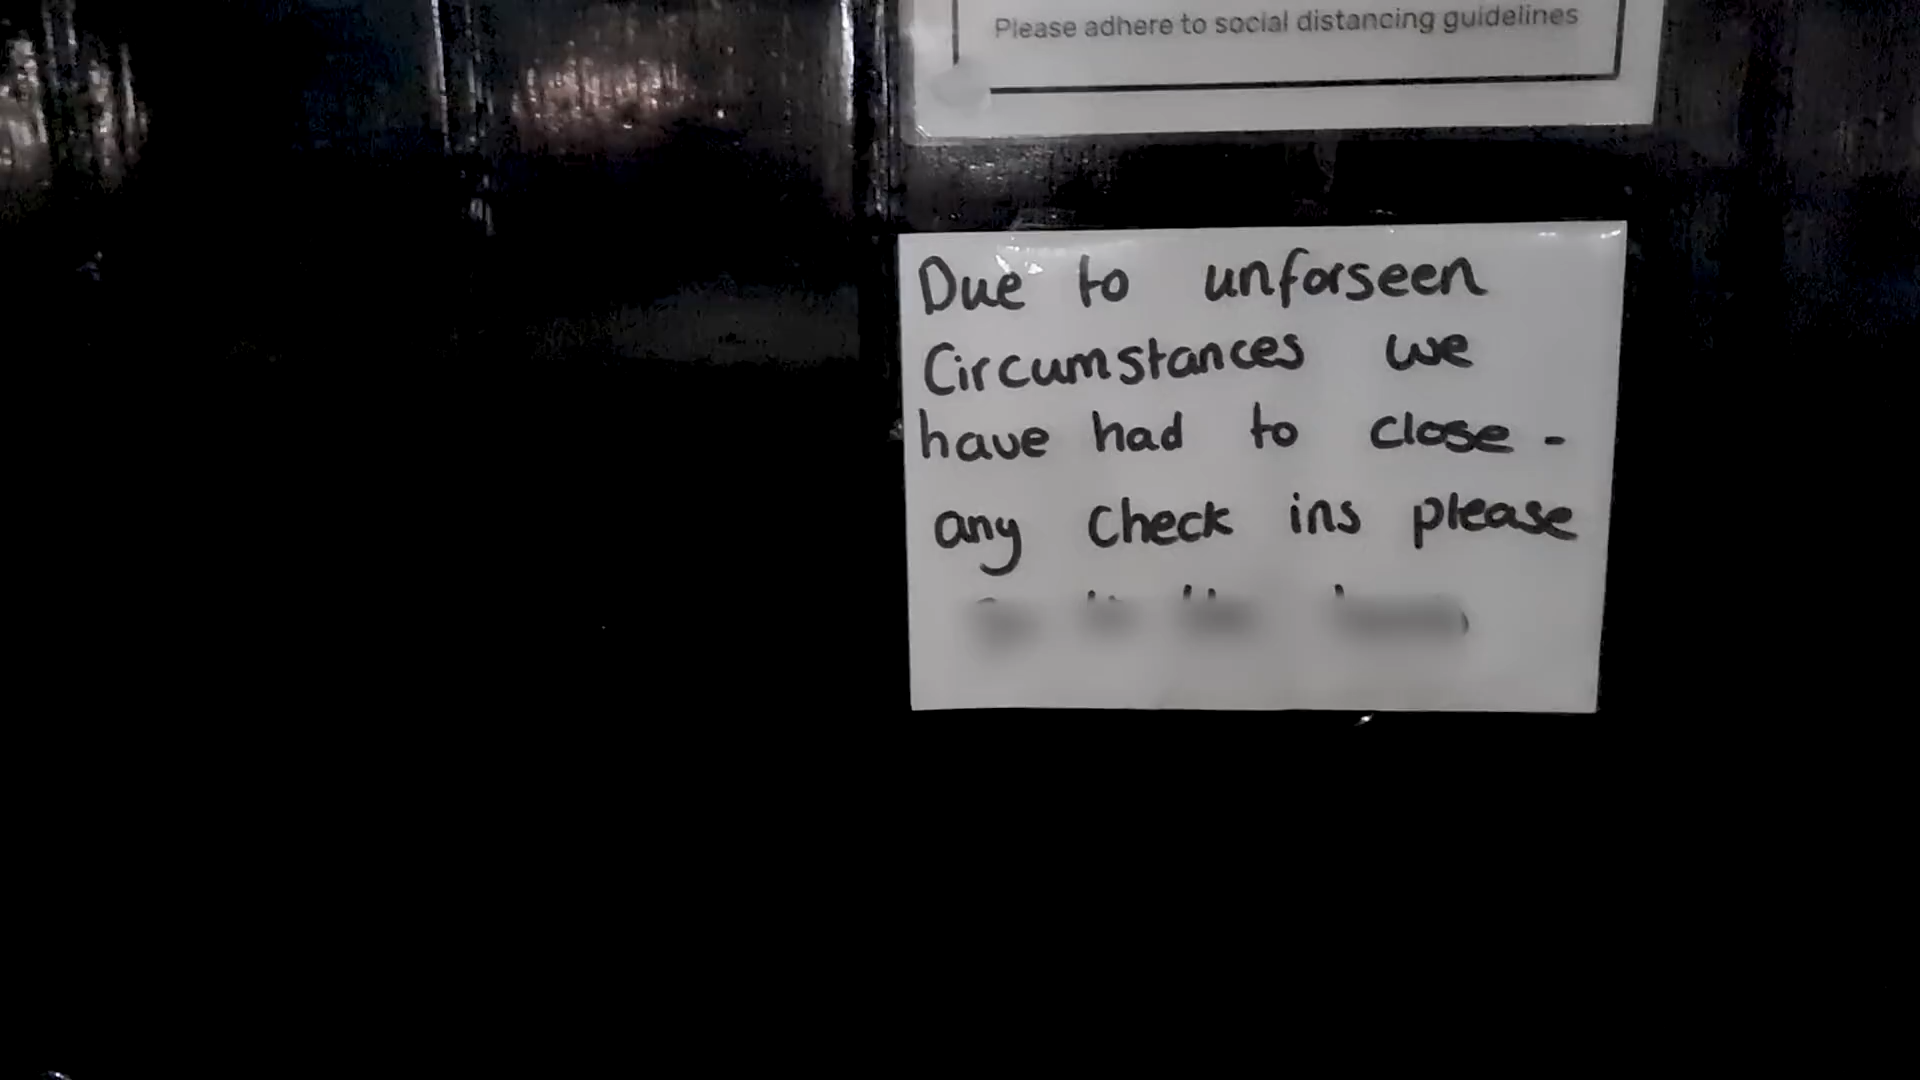 Please adhere to social distancing guidelines
Due to unforseen
Circumstances we
have had to close -
any check ins please